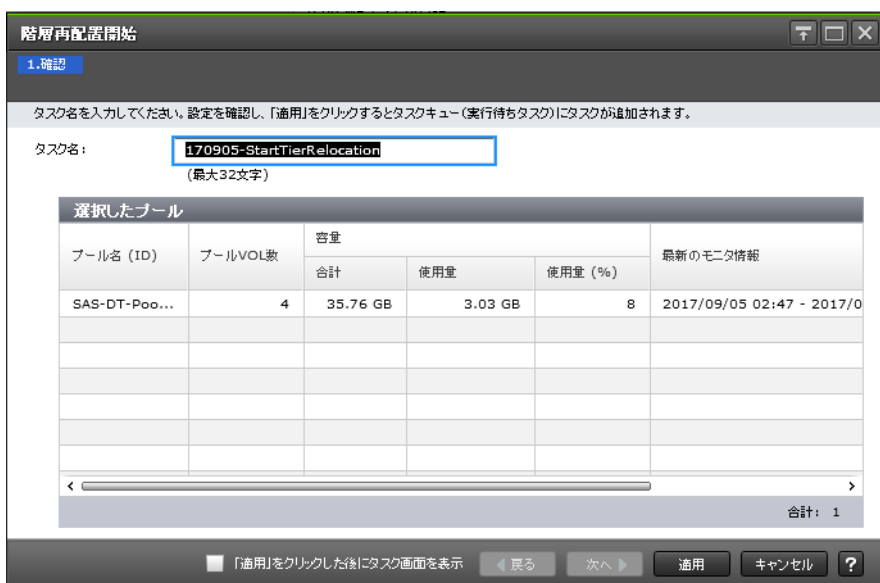 階層再配置開始
1.確認
タスク名を入力してください。設定を確認し、「適用」をクリックするとタスクキュー(実行待ちタスク)にタスクが追加されます。
タスク名: 170905-StartTierRelocation
(最大32文字)
選択したプール
プール名 (ID) プールVOL数 容量 最新のモニタ情報
合計 使用量 使用量 (%)
SAS-DT-Poo... 4 35.76 GB 3.03 GB 8 2017/09/05 02:47 - 2017/0
合計: 1
「適用」をクリックした後にタスク画面を表示 戻る 次へ 適用 キャンセル ?